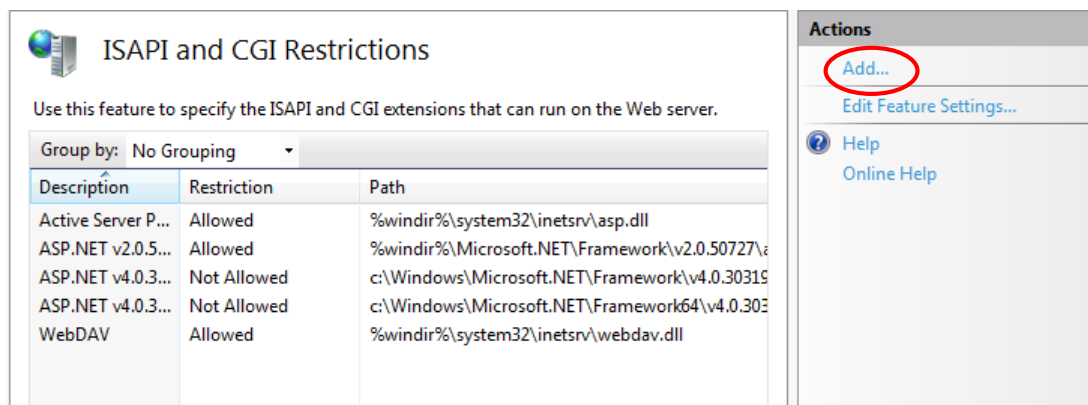 ISAPI and CGI Restrictions
Use this feature to specify the ISAPI and CGI extensions that can run on the Web server.
Group by: No Grouping
Description Restriction Path
Active Server P... Allowed %windir%\system32\inetsrv\asp.dll
ASP.NET v2.0.5... Allowed %windir%\Microsoft.NET\Framework\v2.0.50727\a
ASP.NET v4.0.3... Not Allowed c:\Windows\Microsoft.NET\Framework\v4.0.30319
ASP.NET v4.0.3... Not Allowed c:\Windows\Microsoft.NET\Framework64\v4.0.303
WebDAV Allowed %windir%\system32\inetsrv\webdav.dll
Actions
Add...
Edit Feature Settings...
Help
Online Help